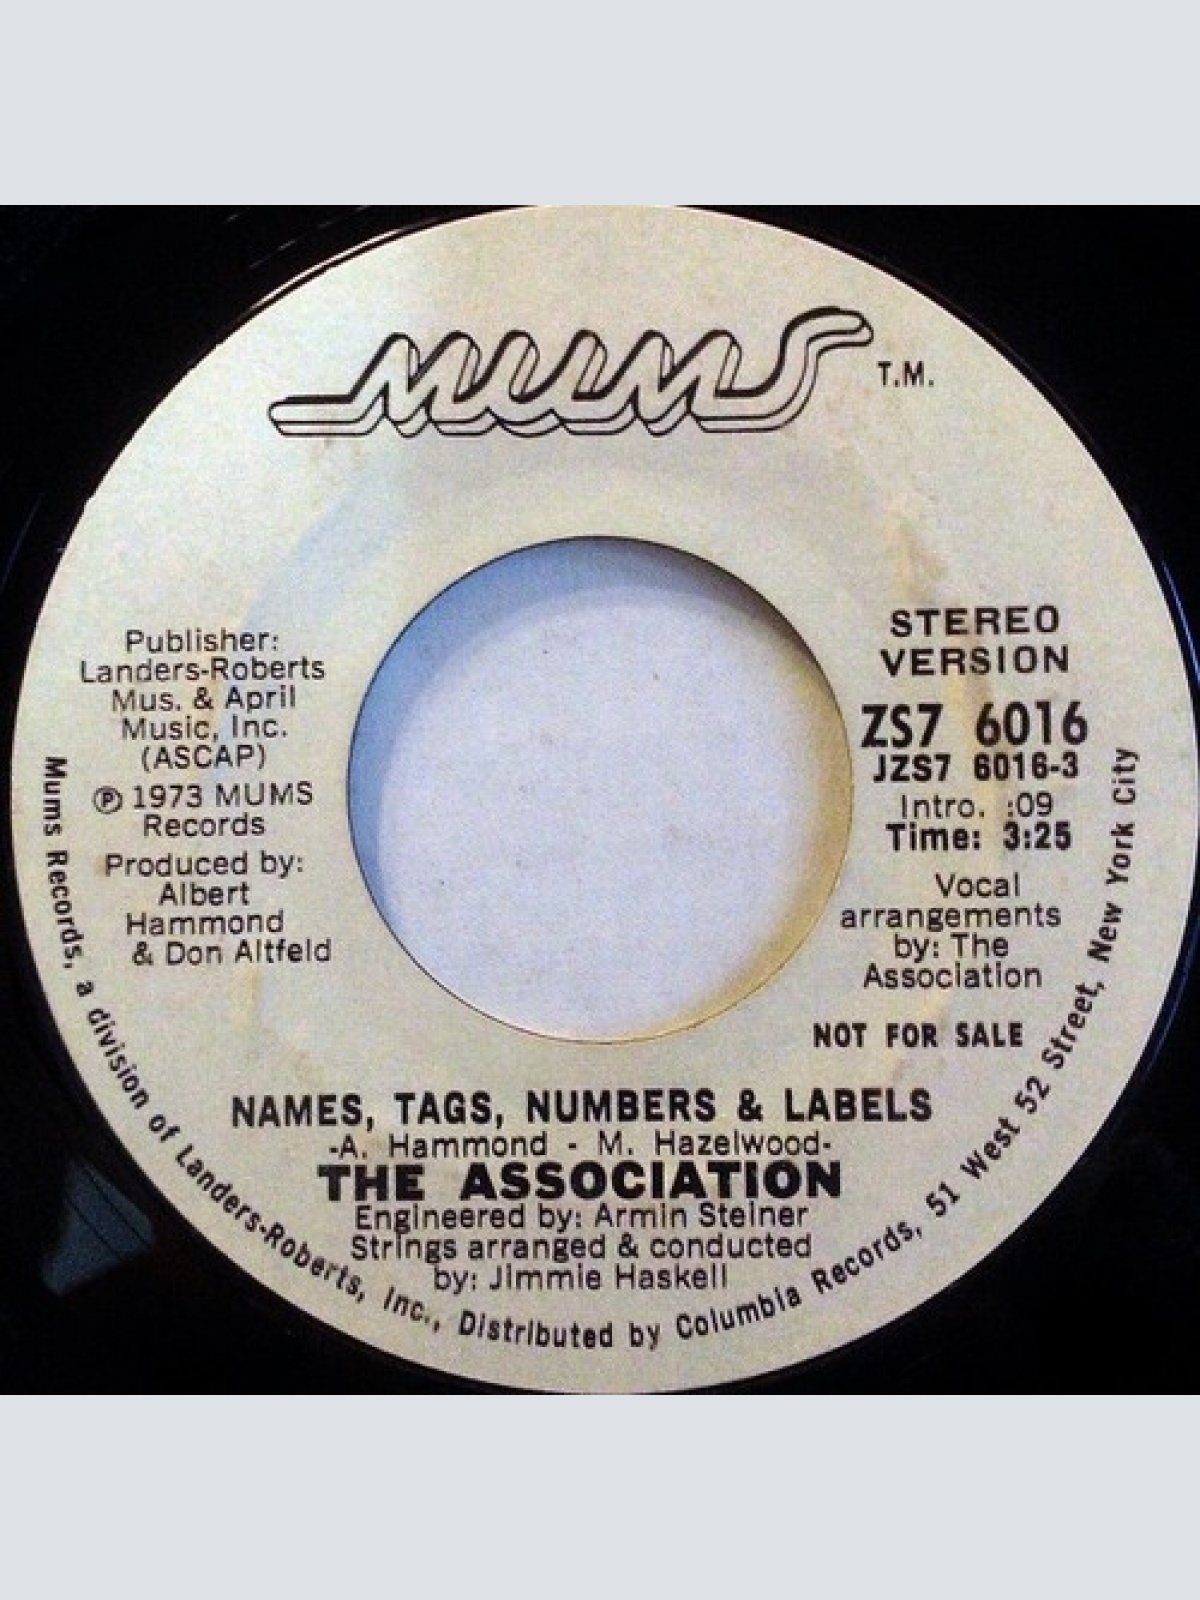 MUMS
T.M.
Publisher:
Landers-Roberts
Mus. & April
Music, Inc.
(ASCAP)
℗ 1973 MUMS
Records
Produced by:
Albert
Hammond
& Don Altfeld
STEREO
VERSION
ZS7 6016
JZS7 6016-3
Intro. :09
Time: 3:25
Vocal
arrangements
by: The
Association
NOT FOR SALE
NAMES, TAGS, NUMBERS & LABELS
-A. Hammond - M. Hazelwood-
THE ASSOCIATION
Engineered by: Armin Steiner
Strings arranged & conducted
by: Jimmie Haskell
Mums Records, a division of Landers-Roberts, Inc., Distributed by Columbia Records, 51 West 52 Street, New York City